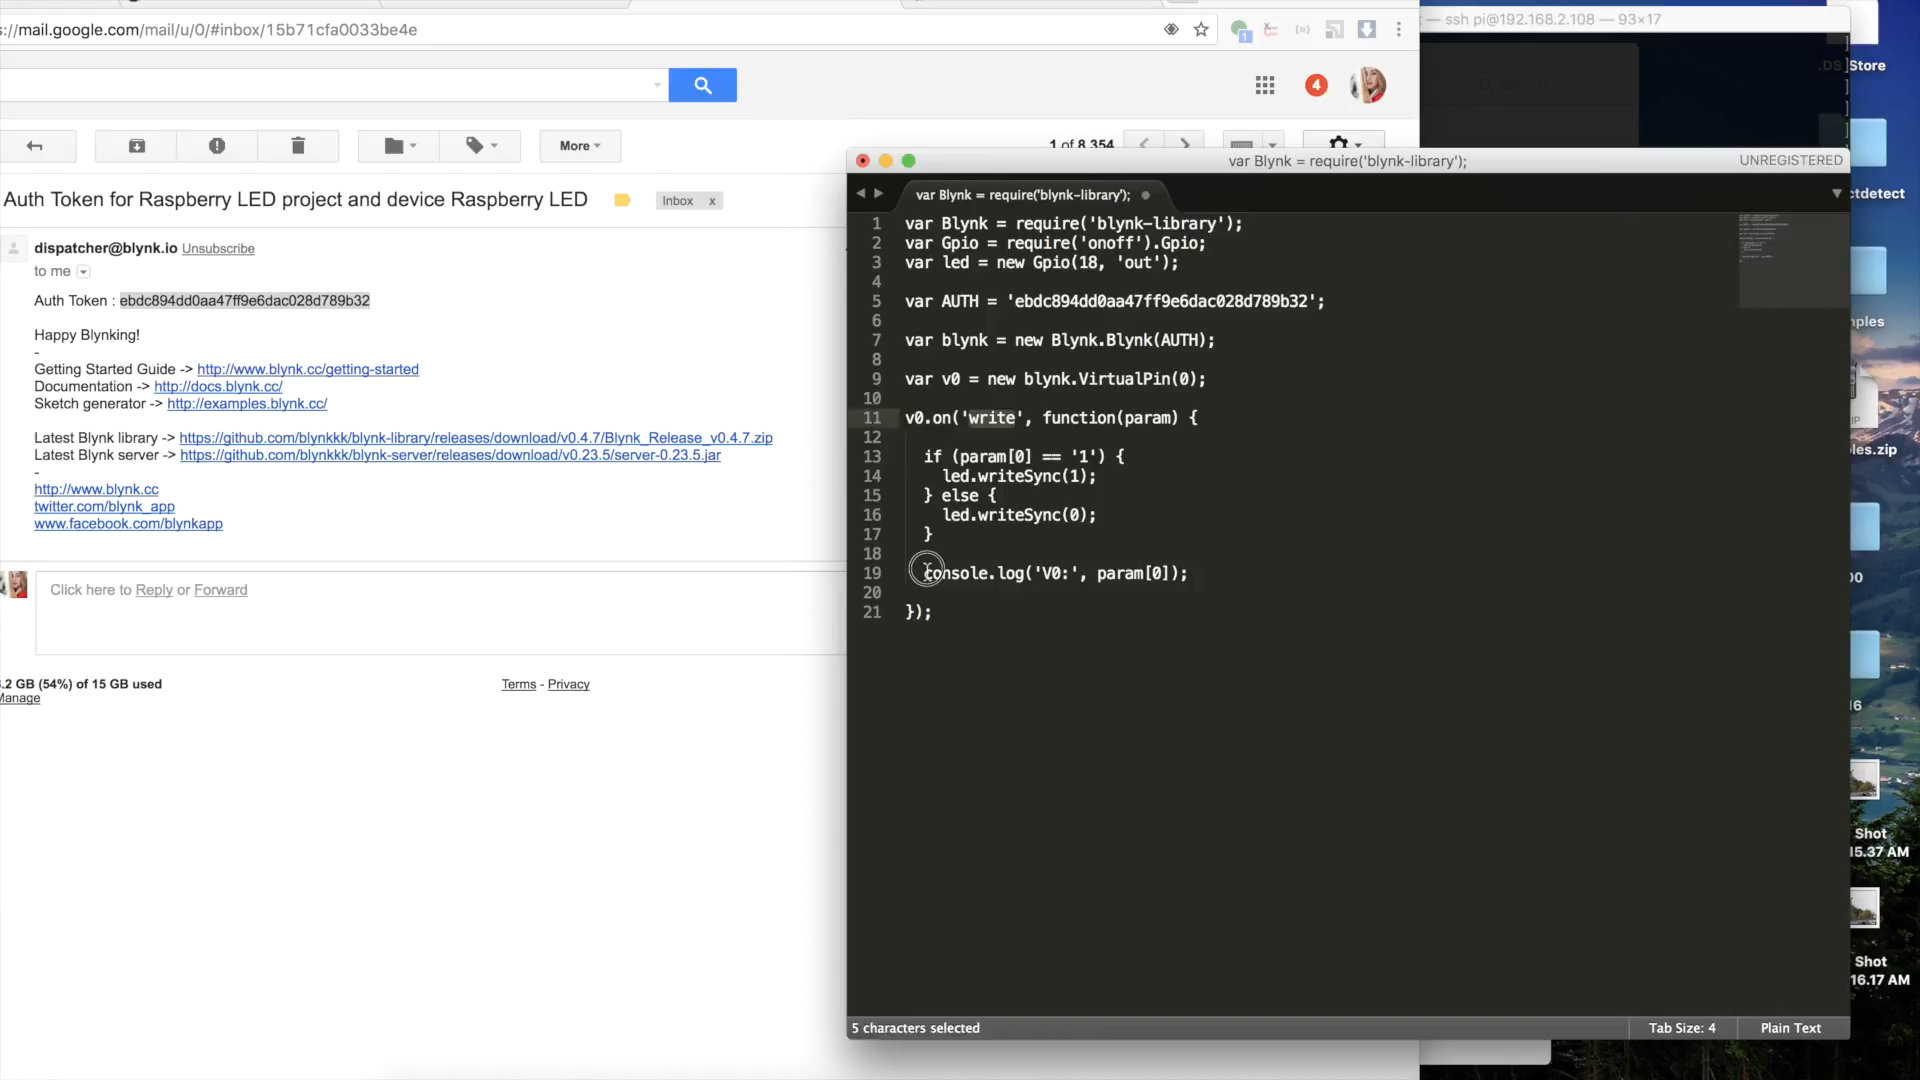 ://mail.google.com/mail/u/0/#inbox/15b71cfa0033be4e
1
4
More
1 of 8,354
Auth Token for Raspberry LED project and device Raspberry LED
Inbox x
dispatcher@blynk.io Unsubscribe
to me
Auth Token : ebdc894dd0aa47ff9e6dac028d789b32
Happy Blynking!
-
Getting Started Guide -> http://www.blynk.cc/getting-started
Documentation -> http://docs.blynk.cc/
Sketch generator -> http://examples.blynk.cc/
Latest Blynk library -> https://github.com/blynkkk/blynk-library/releases/download/v0.4.7/Blynk_Release_v0.4.7.zip
Latest Blynk server -> https://github.com/blynkkk/blynk-server/releases/download/v0.23.5/server-0.23.5.jar
-
http://www.blynk.cc
twitter.com/blynk_app
www.facebook.com/blynkapp
Click here to Reply or Forward
.2 GB (54%) of 15 GB used
Manage
Terms - Privacy
— ssh pi@192.168.2.108 — 93×17
var Blynk = require('blynk-library');
UNREGISTERED
var Blynk = require('blynk-library');
1 var Blynk = require('blynk-library');
2 var Gpio = require('onoff').Gpio;
3 var led = new Gpio(18, 'out');
4
5 var AUTH = 'ebdc894dd0aa47ff9e6dac028d789b32';
6
7 var blynk = new Blynk.Blynk(AUTH);
8
9 var v0 = new blynk.VirtualPin(0);
10
11 v0.on('write', function(param) {
12
13 if (param[0] == '1') {
14 led.writeSync(1);
15 } else {
16 led.writeSync(0);
17 }
18
19 console.log('V0:', param[0]);
20
21 });
5 characters selected
Tab Size: 4
Plain Text
.DS_Store
ctdetect
ples
les.zip
00
16
Shot
15.37 AM
Shot
16.17 AM